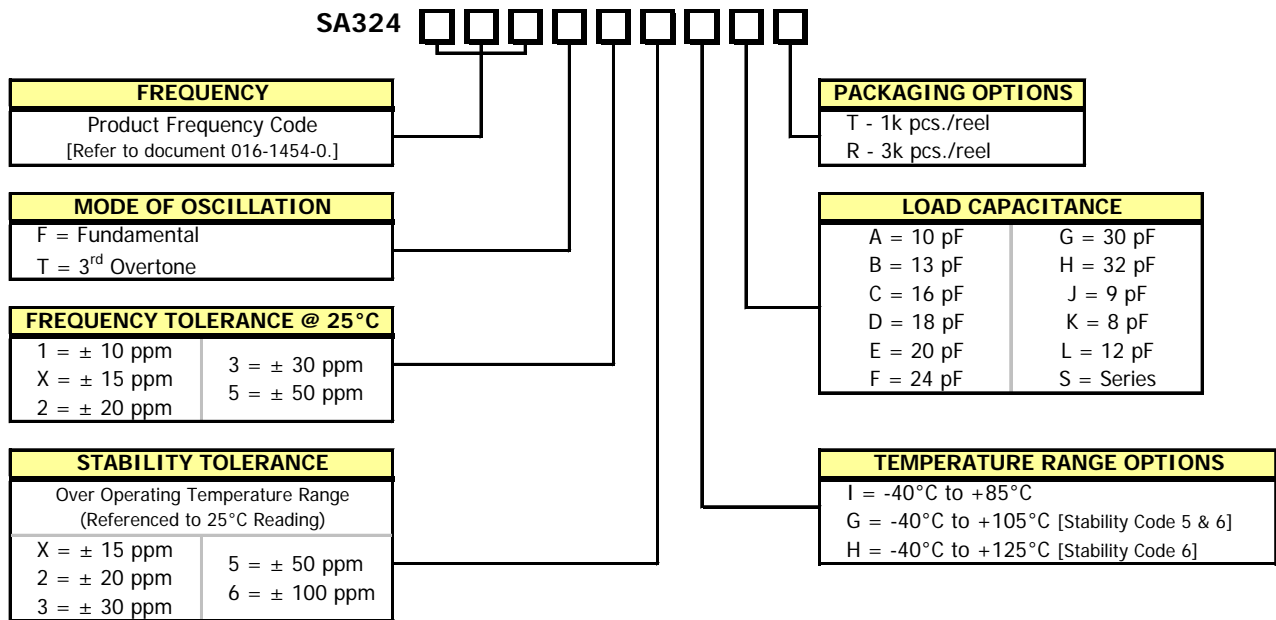 SA324
FREQUENCY
Product Frequency Code
[Refer to document 016-1454-0.]
MODE OF OSCILLATION
F = Fundamental
T = 3rd Overtone
FREQUENCY TOLERANCE @ 25°C
1 = ± 10 ppm
X = ± 15 ppm
2 = ± 20 ppm
3 = ± 30 ppm
5 = ± 50 ppm
STABILITY TOLERANCE
Over Operating Temperature Range
(Referenced to 25°C Reading)
X = ± 15 ppm
2 = ± 20 ppm
3 = ± 30 ppm
5 = ± 50 ppm
6 = ± 100 ppm
PACKAGING OPTIONS
T - 1k pcs./reel
R - 3k pcs./reel
LOAD CAPACITANCE
A = 10 pF
B = 13 pF
C = 16 pF
D = 18 pF
E = 20 pF
F = 24 pF
G = 30 pF
H = 32 pF
J = 9 pF
K = 8 pF
L = 12 pF
S = Series
TEMPERATURE RANGE OPTIONS
I = -40°C to +85°C
G = -40°C to +105°C [Stability Code 5 & 6]
H = -40°C to +125°C [Stability Code 6]